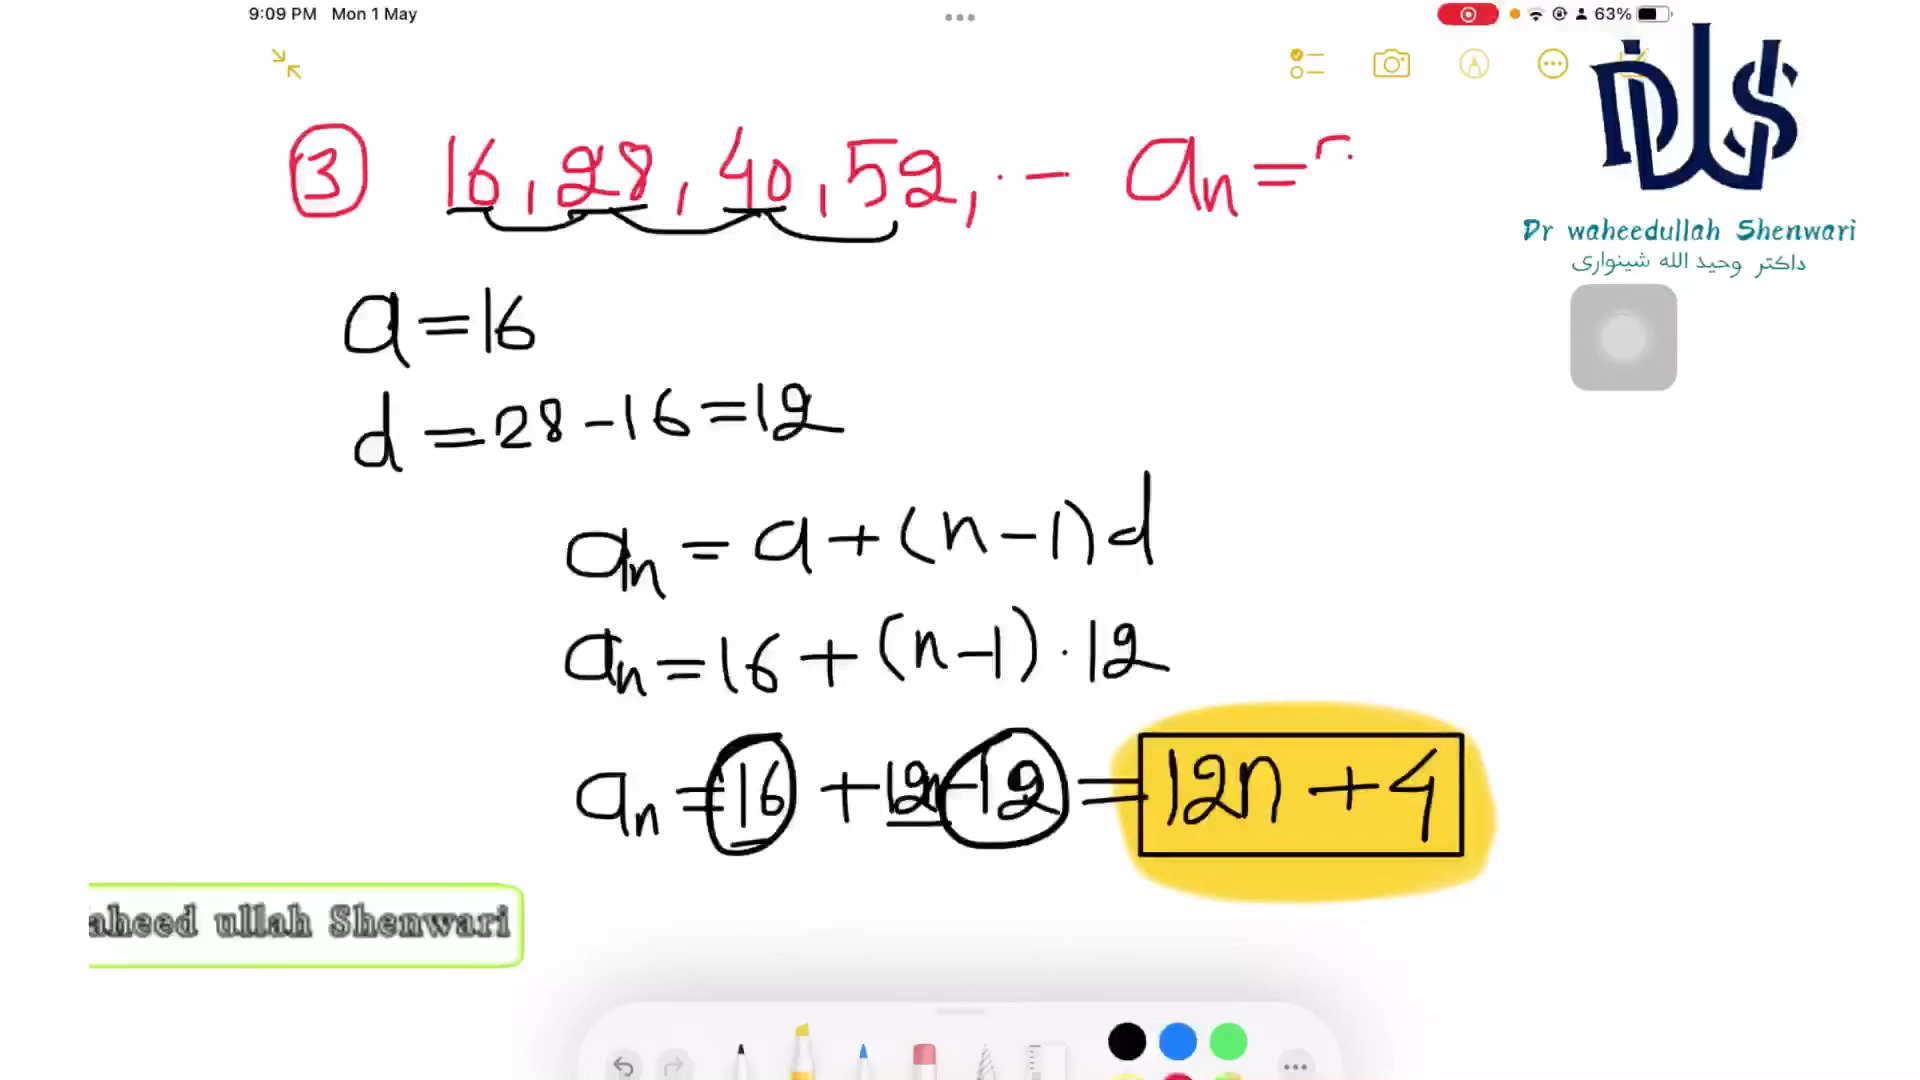 9:09 PM Mon 1 May
63%
③ 16, 28, 40, 52, ·– aₙ =
DWS
Dr waheedullah Shenwari
داکتر وحید الله شینواری
a = 16
d = 28 - 16 = 12
aₙ = a + (n - 1)d
aₙ = 16 + (n - 1) · 12
aₙ = 16 + 12n - 12 = 12n + 4
aheed ullah Shenwari